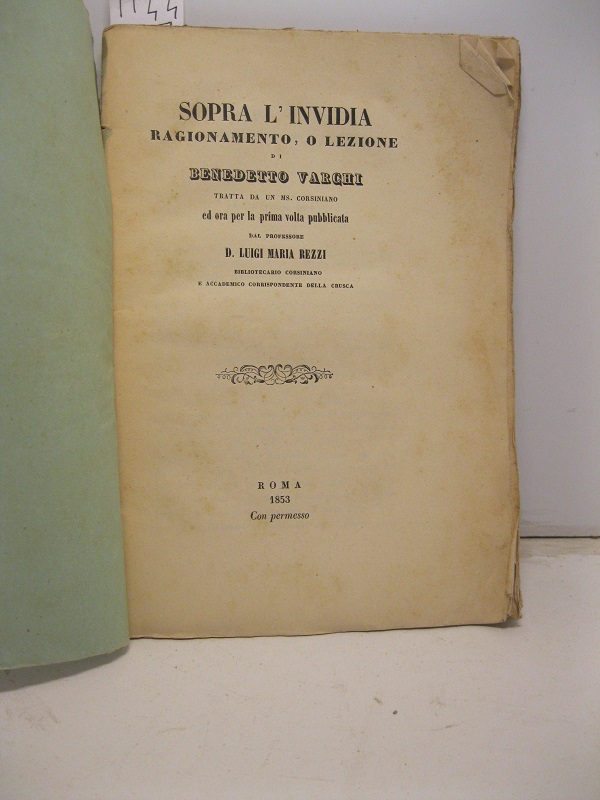 1144
SOPRA L'INVIDIA
RAGIONAMENTO, O LEZIONE
DI
BENEDETTO VARCHI
TRATTA DA UN MS. CORSINIANO
ed ora per la prima volta pubblicata
DAL PROFESSORE
D. LUIGI MARIA REZZI
BIBLIOTECARIO CORSINIANO
E ACCADEMICO CORRISPONDENTE DELLA CRUSCA
ROMA
1853
Con permesso